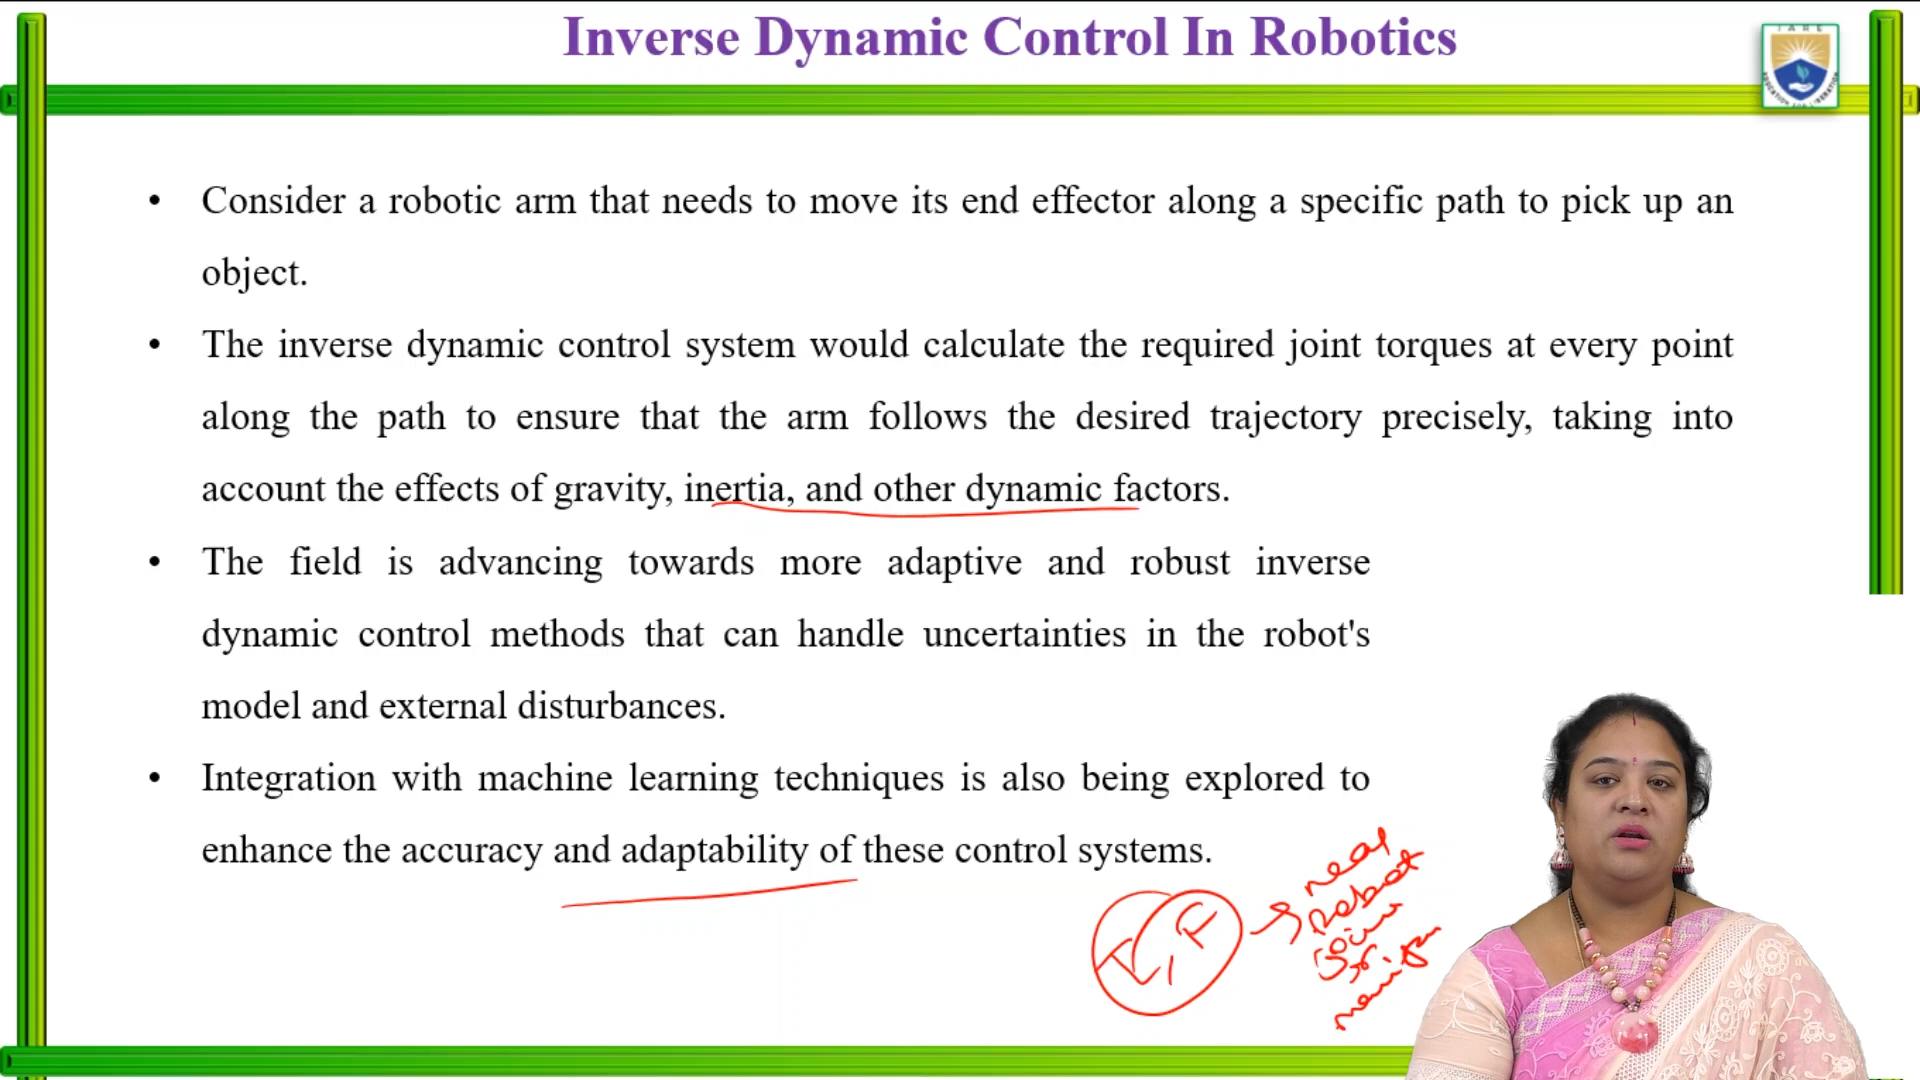 Inverse Dynamic Control In Robotics
IARE
EDUCATION FOR LIBERATION
• Consider a robotic arm that needs to move its end effector along a specific path to pick up an
object.
• The inverse dynamic control system would calculate the required joint torques at every point
along the path to ensure that the arm follows the desired trajectory precisely, taking into
account the effects of gravity, inertia, and other dynamic factors.
• The field is advancing towards more adaptive and robust inverse
dynamic control methods that can handle uncertainties in the robot's
model and external disturbances.
• Integration with machine learning techniques is also being explored to
enhance the accuracy and adaptability of these control systems.
real
Robot